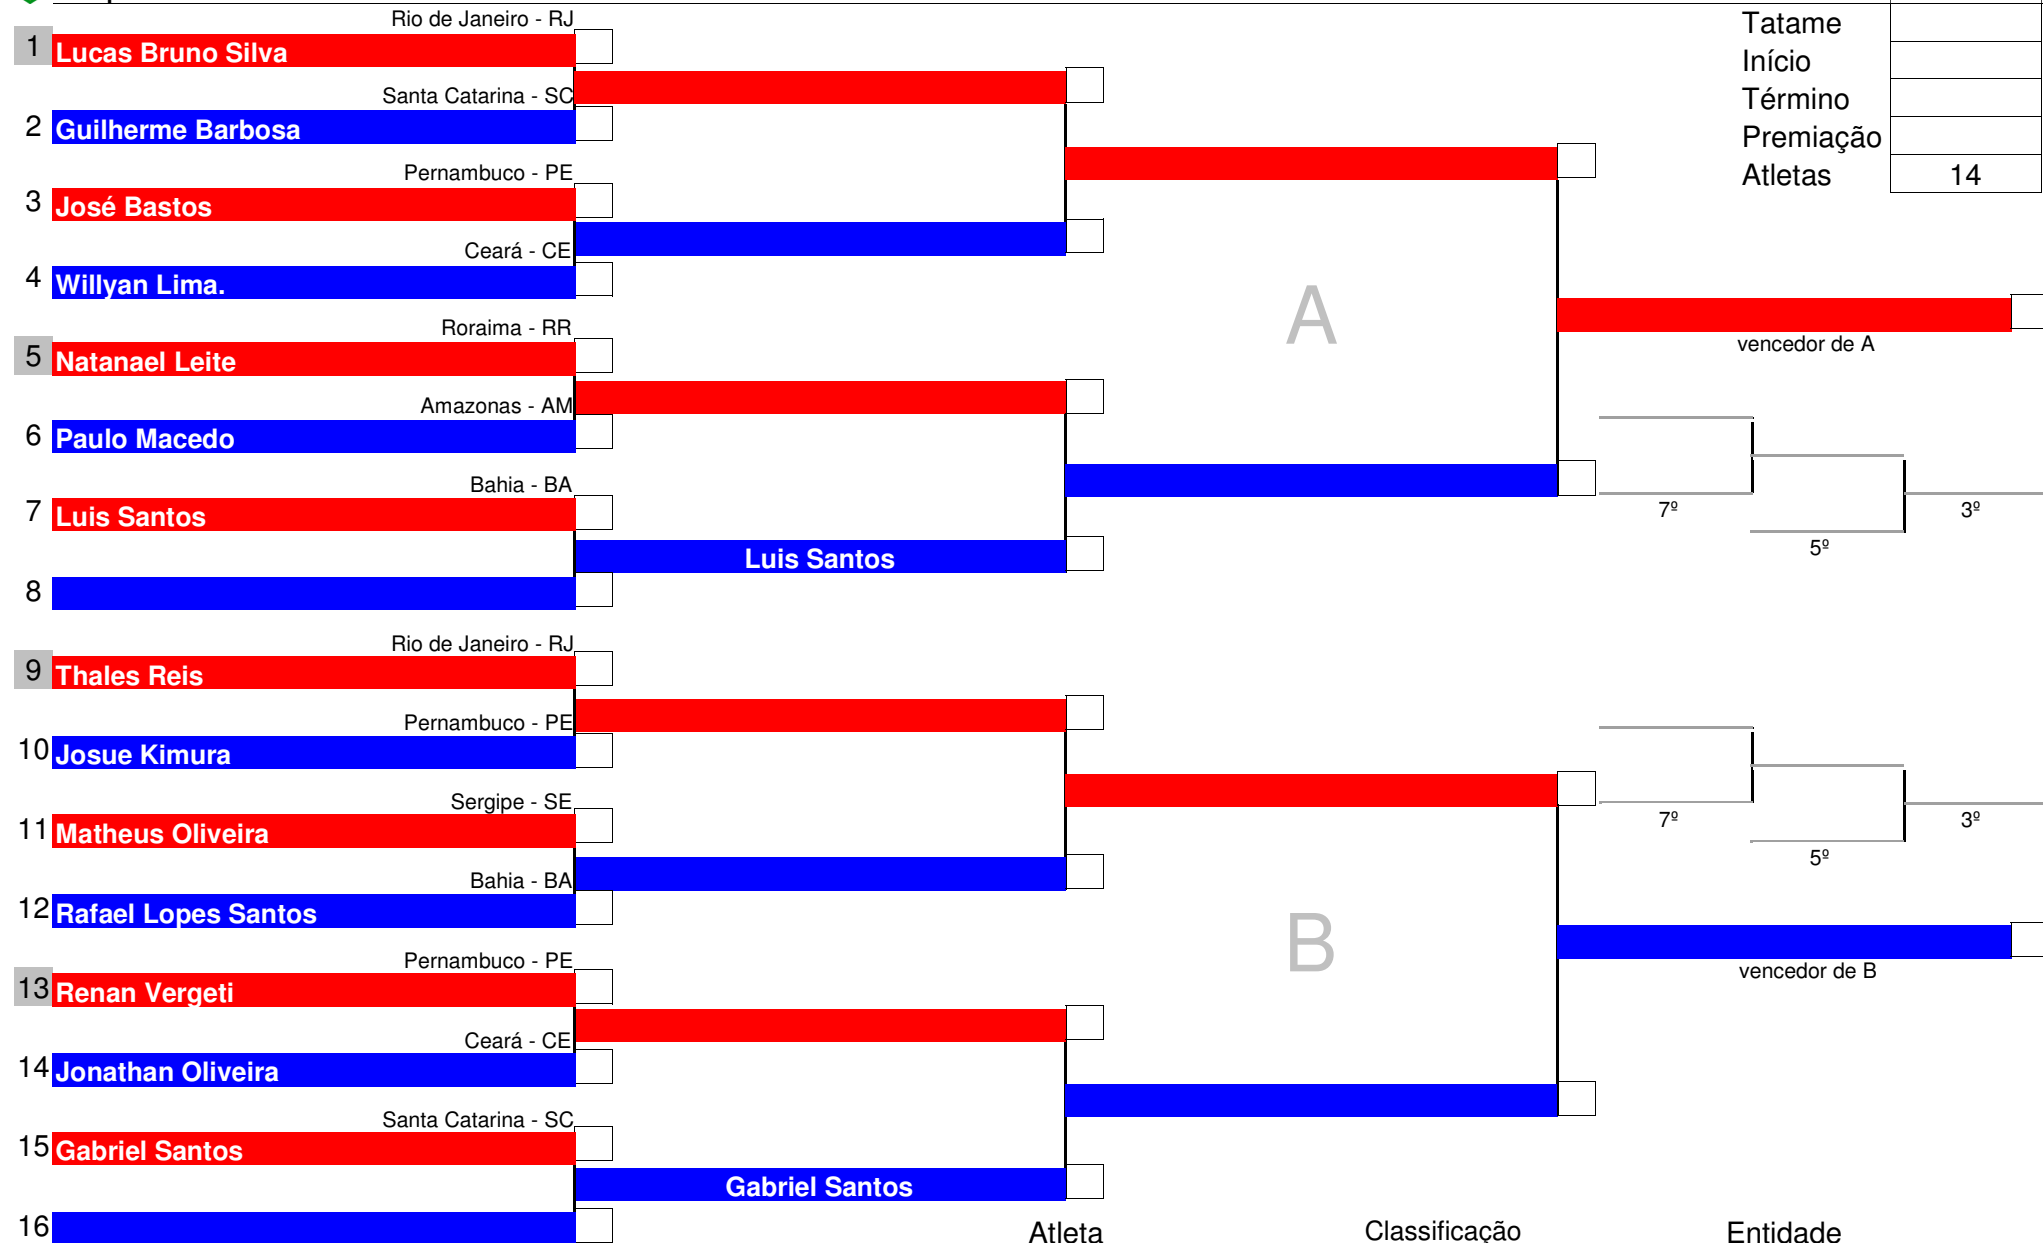 Rio de Janeiro - RJ
1 Lucas Bruno Silva
Santa Catarina - SC
2 Guilherme Barbosa
Pernambuco - PE
3 José Bastos
Ceará - CE
4 Willyan Lima.
Roraima - RR
5 Natanael Leite
Amazonas - AM
6 Paulo Macedo
Bahia - BA
7 Luis Santos
Luis Santos
8
Rio de Janeiro - RJ
9 Thales Reis
Pernambuco - PE
10 Josue Kimura
Sergipe - SE
11 Matheus Oliveira
Bahia - BA
12 Rafael Lopes Santos
Pernambuco - PE
13 Renan Vergeti
Ceará - CE
14 Jonathan Oliveira
Santa Catarina - SC
15 Gabriel Santos
Gabriel Santos
16
A
B
Tatame
Início
Término
Premiação
Atletas 14
vencedor de A
7º
3º
5º
7º
3º
5º
vencedor de B
Atleta Classificação Entidade